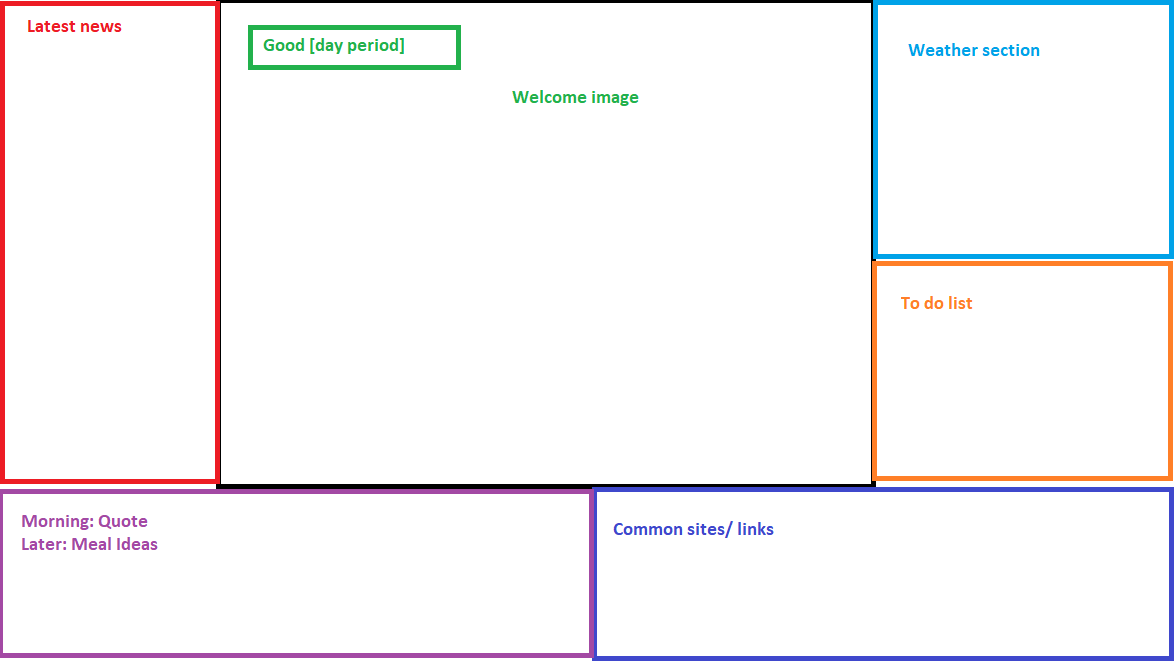 Latest news
Good [day period]
Welcome image
Weather section
To do list
Morning: Quote
Later: Meal Ideas
Common sites/ links